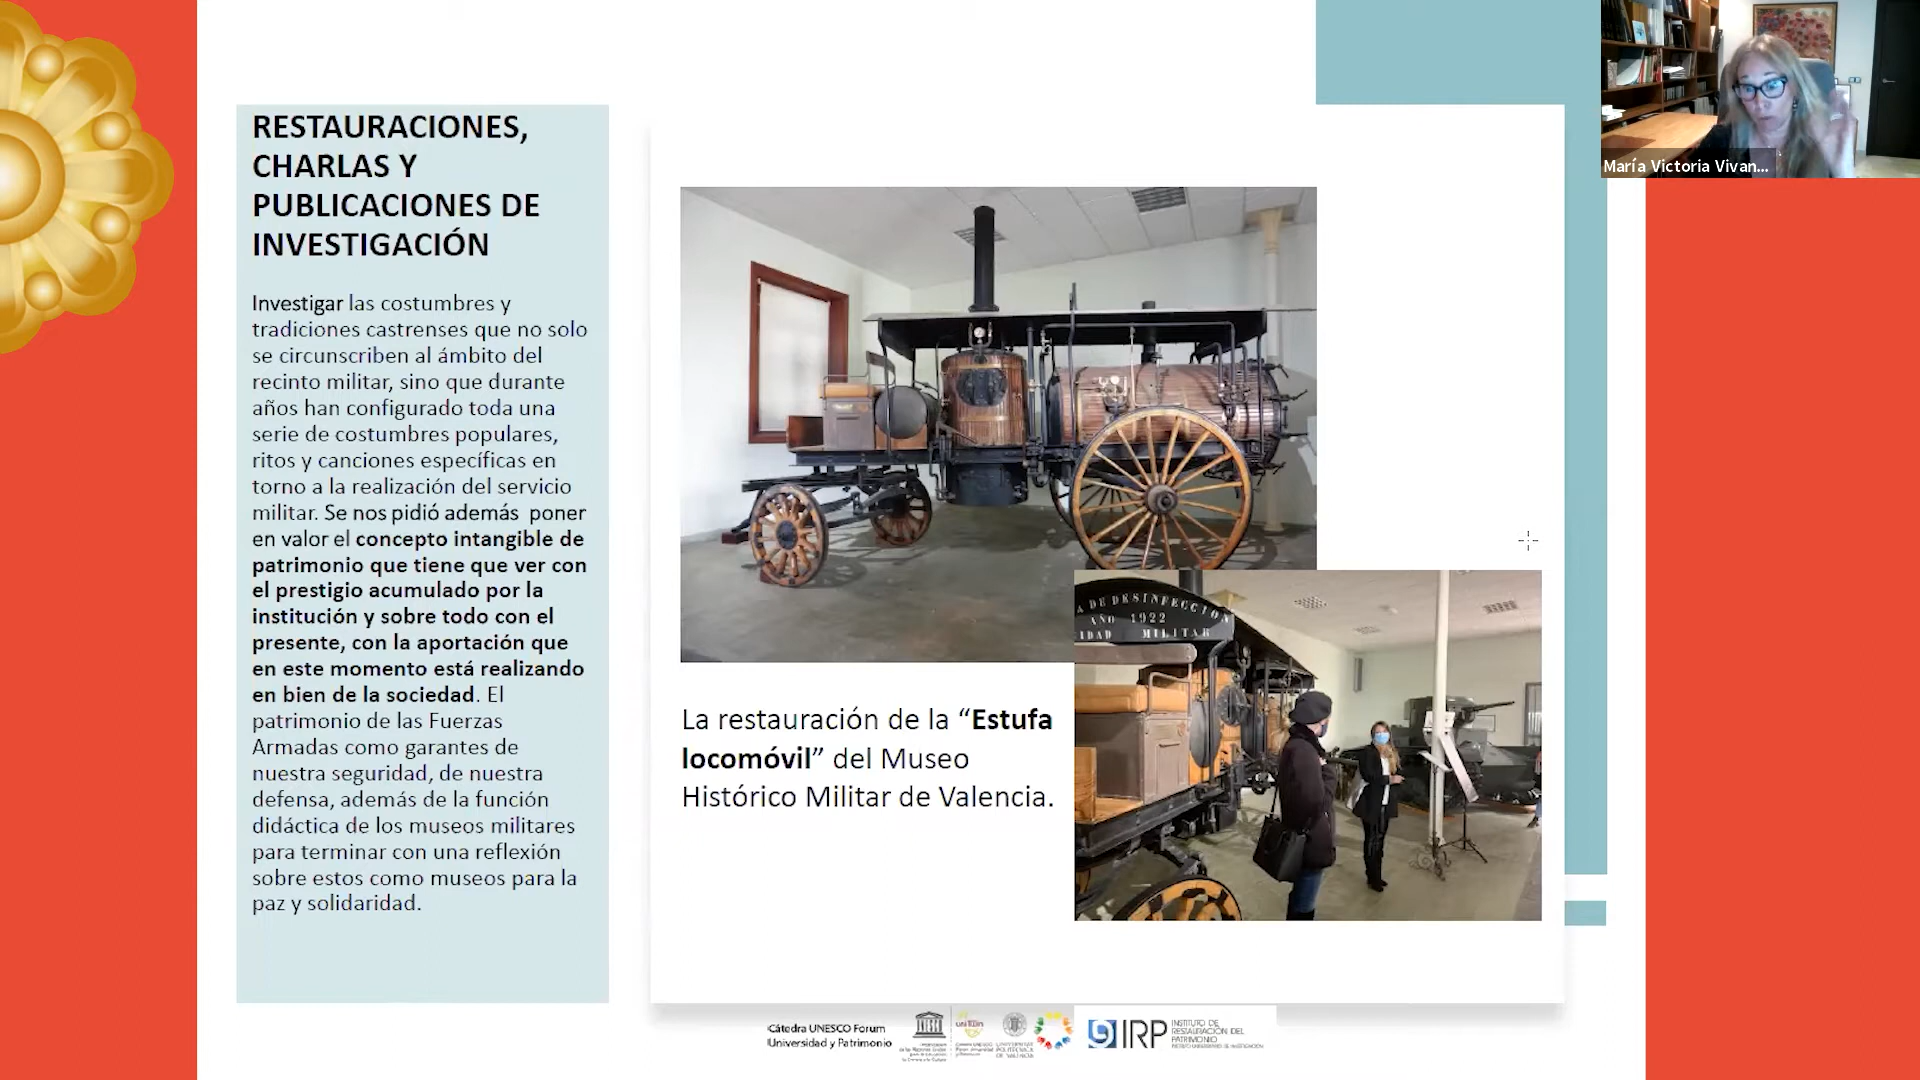 RESTAURACIONES,
CHARLAS Y
PUBLICACIONES DE
INVESTIGACIÓN
Investigar las costumbres y
tradiciones castrenses que no solo
se circunscriben al ámbito del
recinto militar, sino que durante
años han configurado toda una
serie de costumbres populares,
ritos y canciones específicas en
torno a la realización del servicio
militar. Se nos pidió además poner
en valor el concepto intangible de
patrimonio que tiene que ver con
el prestigio acumulado por la
institución y sobre todo con el
presente, con la aportación que
en este momento está realizando
en bien de la sociedad. El
patrimonio de las Fuerzas
Armadas como garantes de
nuestra seguridad, de nuestra
defensa, además de la función
didáctica de los museos militares
para terminar con una reflexión
sobre estos como museos para la
paz y solidaridad.
La restauración de la “Estufa
locomóvil” del Museo
Histórico Militar de Valencia.
A DE DESINFECCION
AÑO 1922
IDAD MILITAR
María Victoria Vivan...
Cátedra UNESCO Forum
Universidad y Patrimonio
IRP
INSTITUTO DE
RESTAURACIÓN DEL
PATRIMONIO